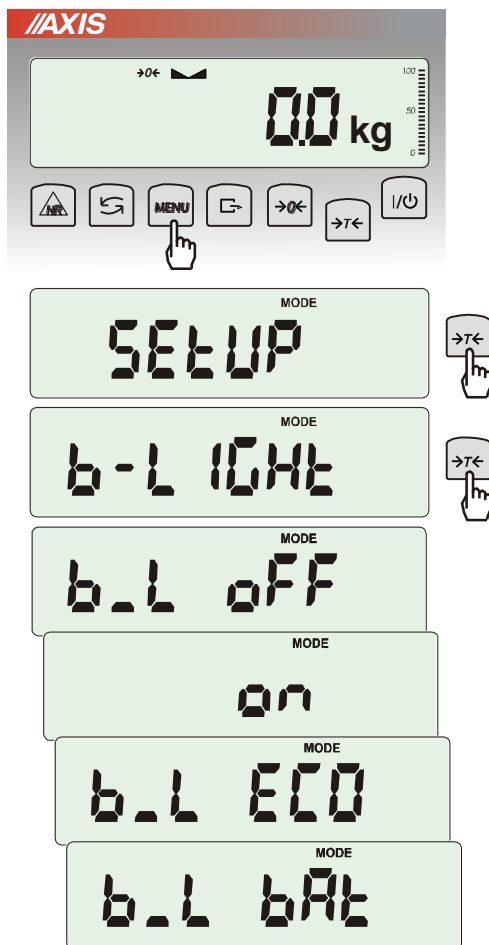 //AXIS
→0←
100
50
0
0.0 kg
HR MENU →0← →T← I/⏻
MODE
SEtUP
→T←
MODE
b-LIGHt
→T←
MODE
b_L oFF
MODE
on
MODE
b_L ECO
MODE
b_L bAt